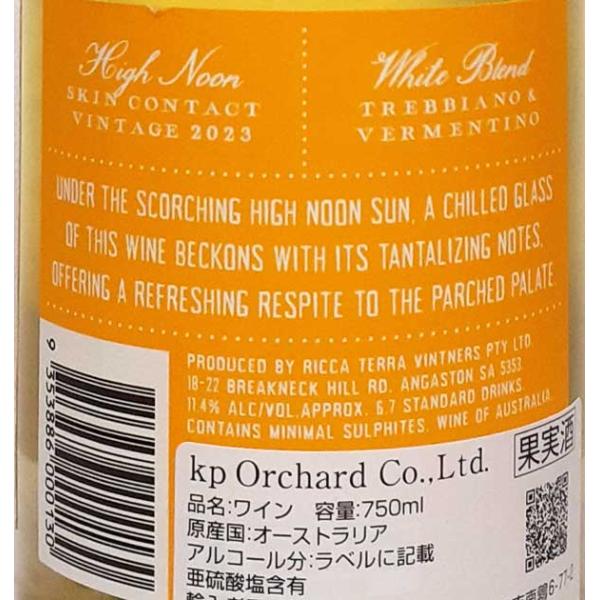 High Noon
SKIN CONTACT
VINTAGE 2023
White Blend
TREBBIANO &
VERMENTINO
UNDER THE SCORCHING HIGH NOON SUN, A CHILLED GLASS
OF THIS WINE BECKONS WITH ITS TANTALIZING NOTES,
OFFERING A REFRESHING RESPITE TO THE PARCHED PALATE.
PRODUCED BY RICCA TERRA VINTNERS PTY LTD.
18-22 BREAKNECK HILL RD. ANGASTON SA 5353
11.4% ALC/VOL.APPROX. 6.7 STANDARD DRINKS
CONTAINS MINIMAL SULPHITES. WINE OF AUSTRALIA.
9 353886 000130
kp Orchard Co.,Ltd.
果実酒
品名:ワイン 容量:750ml
原産国:オーストラリア
アルコール分:ラベルに記載
亜硫酸塩含有